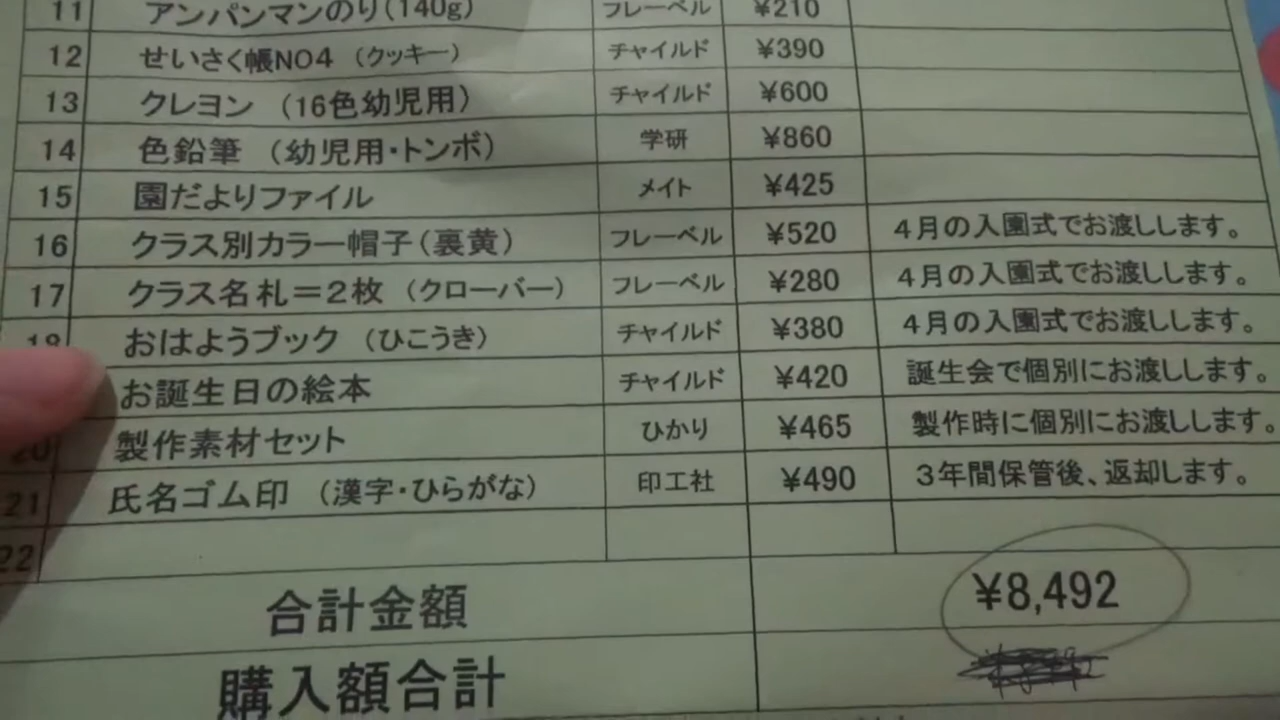 11 アンパンマンのり(140g) フレーベル ¥210
12 せいさく帳NO4 (クッキー) チャイルド ¥390
13 クレヨン (16色幼児用) チャイルド ¥600
14 色鉛筆 (幼児用・トンボ) 学研 ¥860
15 園だよりファイル メイト ¥425
16 クラス別カラー帽子(裏黄) フレーベル ¥520 4月の入園式でお渡しします。
17 クラス名札=2枚 (クローバー) フレーベル ¥280 4月の入園式でお渡しします。
18 おはようブック (ひこうき) チャイルド ¥380 4月の入園式でお渡しします。
お誕生日の絵本 チャイルド ¥420 誕生会で個別にお渡しします。
20 製作素材セット ひかり ¥465 製作時に個別にお渡しします。
21 氏名ゴム印 (漢字・ひらがな) 印工社 ¥490 3年間保管後、返却します。
22
合計金額 ¥8,492
購入額合計